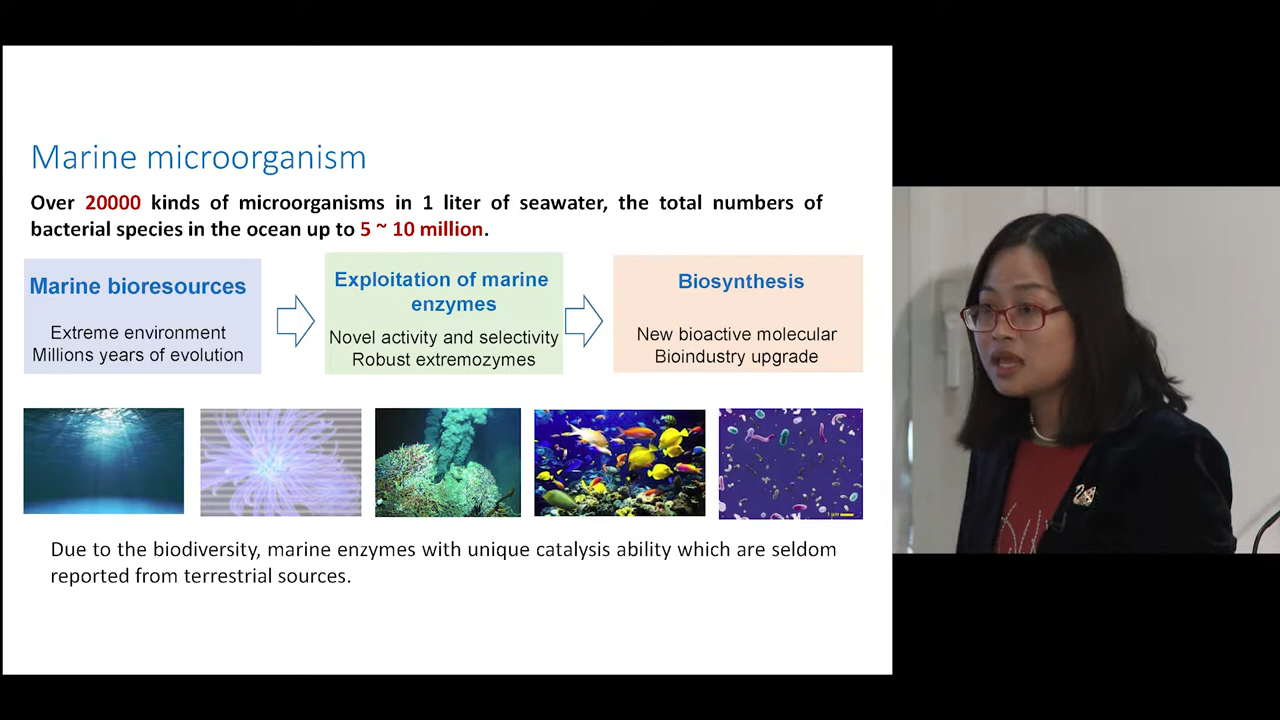 Marine microorganism
Over 20000 kinds of microorganisms in 1 liter of seawater, the total numbers of
bacterial species in the ocean up to 5 ~ 10 million.
Marine bioresources
Extreme environment
Millions years of evolution
Exploitation of marine
enzymes
Novel activity and selectivity
Robust extremozymes
Biosynthesis
New bioactive molecular
Bioindustry upgrade
Due to the biodiversity, marine enzymes with unique catalysis ability which are seldom
reported from terrestrial sources.